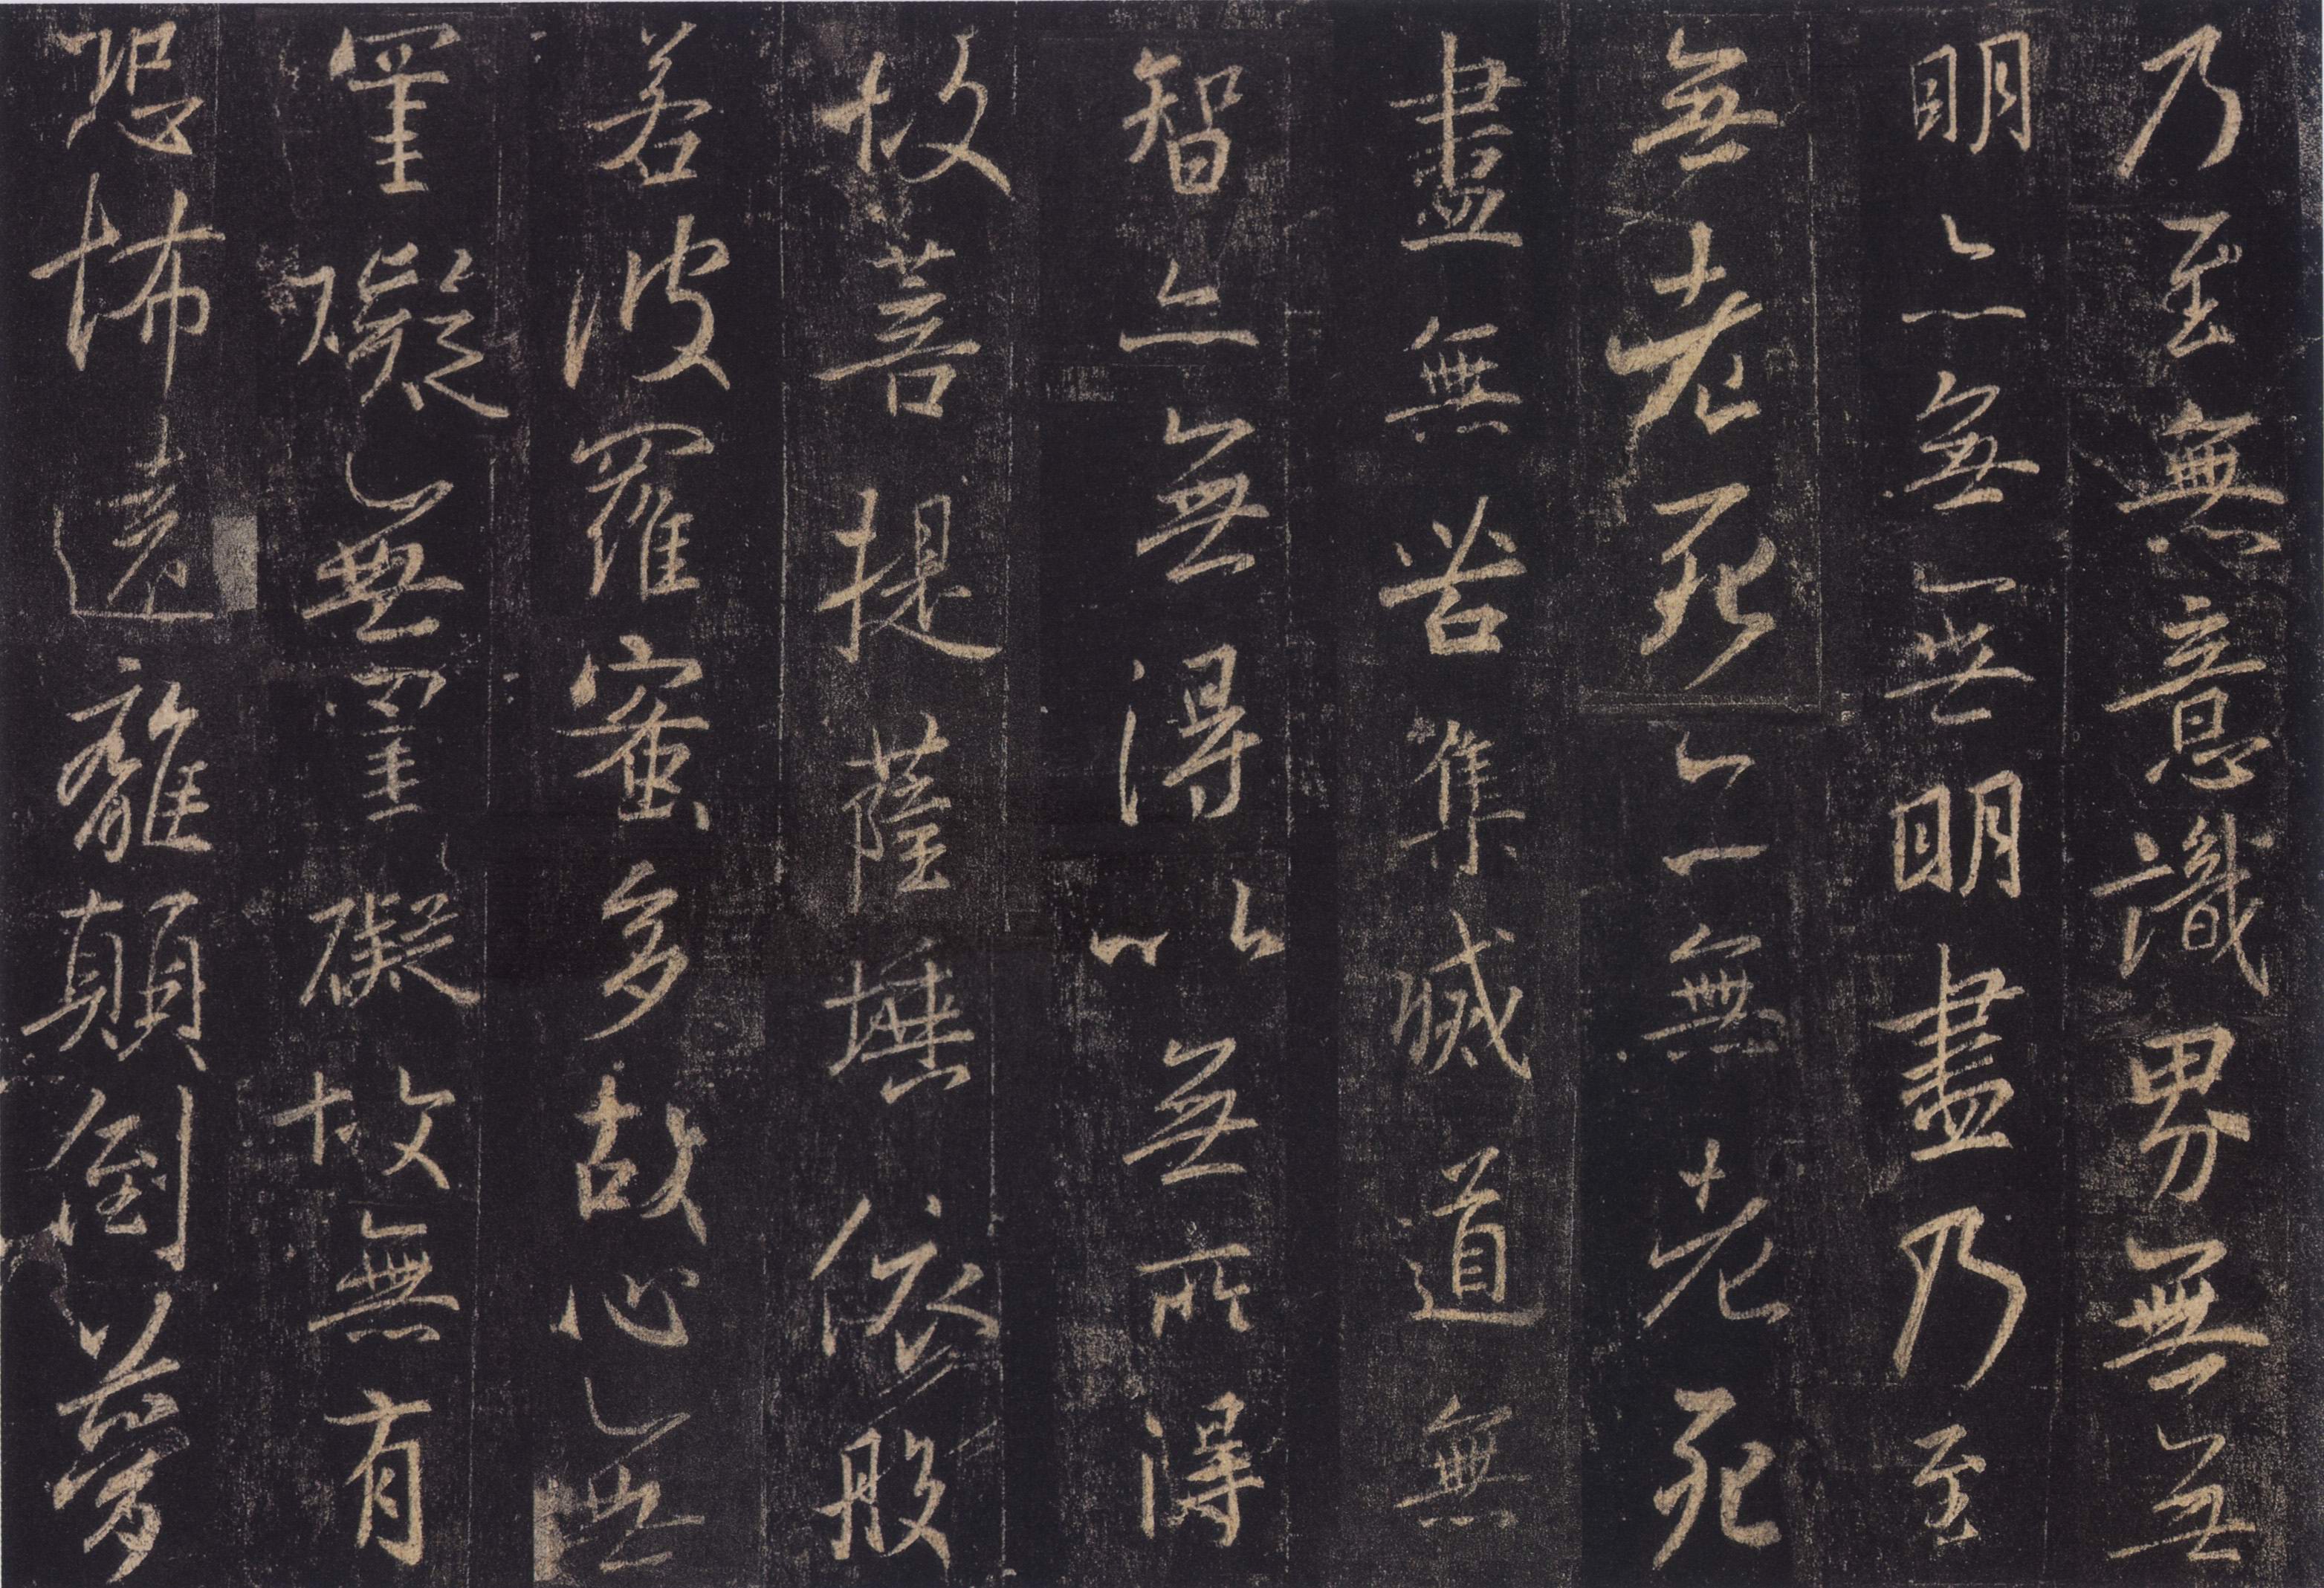 乃至無意識界無無
明亦無無明盡乃至
無老死亦無老死
盡無苦集滅道無
智亦無得以無所得
故菩提薩埵依般
若波羅蜜多故心無
罣礙無罣礙故無有
恐怖遠離顛倒夢